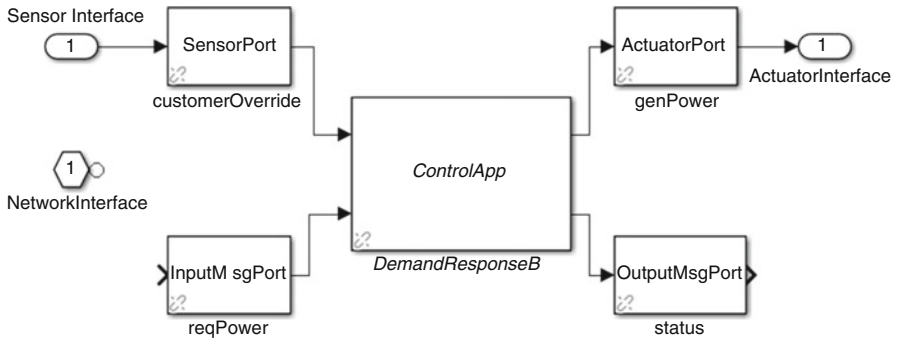 Sensor Interface
1
SensorPort
customerOverride
ActuatorPort
genPower
1
ActuatorInterface
ControlApp
DemandResponseB
1
NetworkInterface
InputM sgPort
reqPower
OutputMsgPort
status